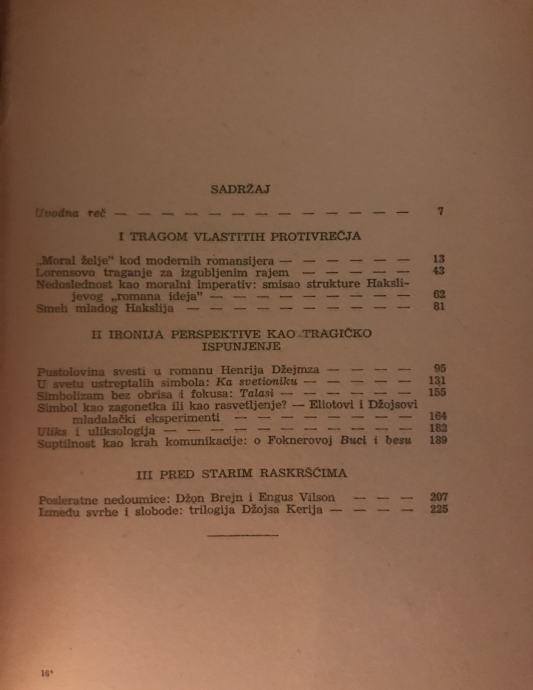 SADRŽAJ
Uvodna reč — — — — — — — — — — — — — — 7
I TRAGOM VLASTITIH PROTIVREČJA
„Moral želje” kod modernih romansijera — — — — — — 13
Lorensovo traganje za izgubljenim rajem — — — — — 43
Nedoslednost kao moralni imperativ: smisao strukture Haksli-
jevog „romana ideja” — — — — — — — — — 62
Smeh mladog Hakslija — — — — — — — — — — 81
II IRONIJA PERSPEKTIVE KAO TRAGIČKO
ISPUNJENJE
Pustolovina svesti u romanu Henrija Džejmza — — — — 95
U svetu ustreptalih simbola: Ka svetioniku — — — — — 131
Simbolizam bez obrisa i fokusa: Talasi — — — — — — 155
Simbol kao zagonetka ili kao rasvetljenje? — Eliotovi i Džojsovi
mladalački eksperimenti — — — — — — — — 164
Uliks i uliksologija — — — — — — — — — — — 182
Suptilnost kao krah komunikacije: o Foknerovoj Buci i besu 189
III PRED STARIM RASKRŠĆIMA
Posleratne nedoumice: Džon Brejn i Engus Vilson — — — 207
Između svrhe i slobode: trilogija Džojsa Kerija — — — — 225
16*